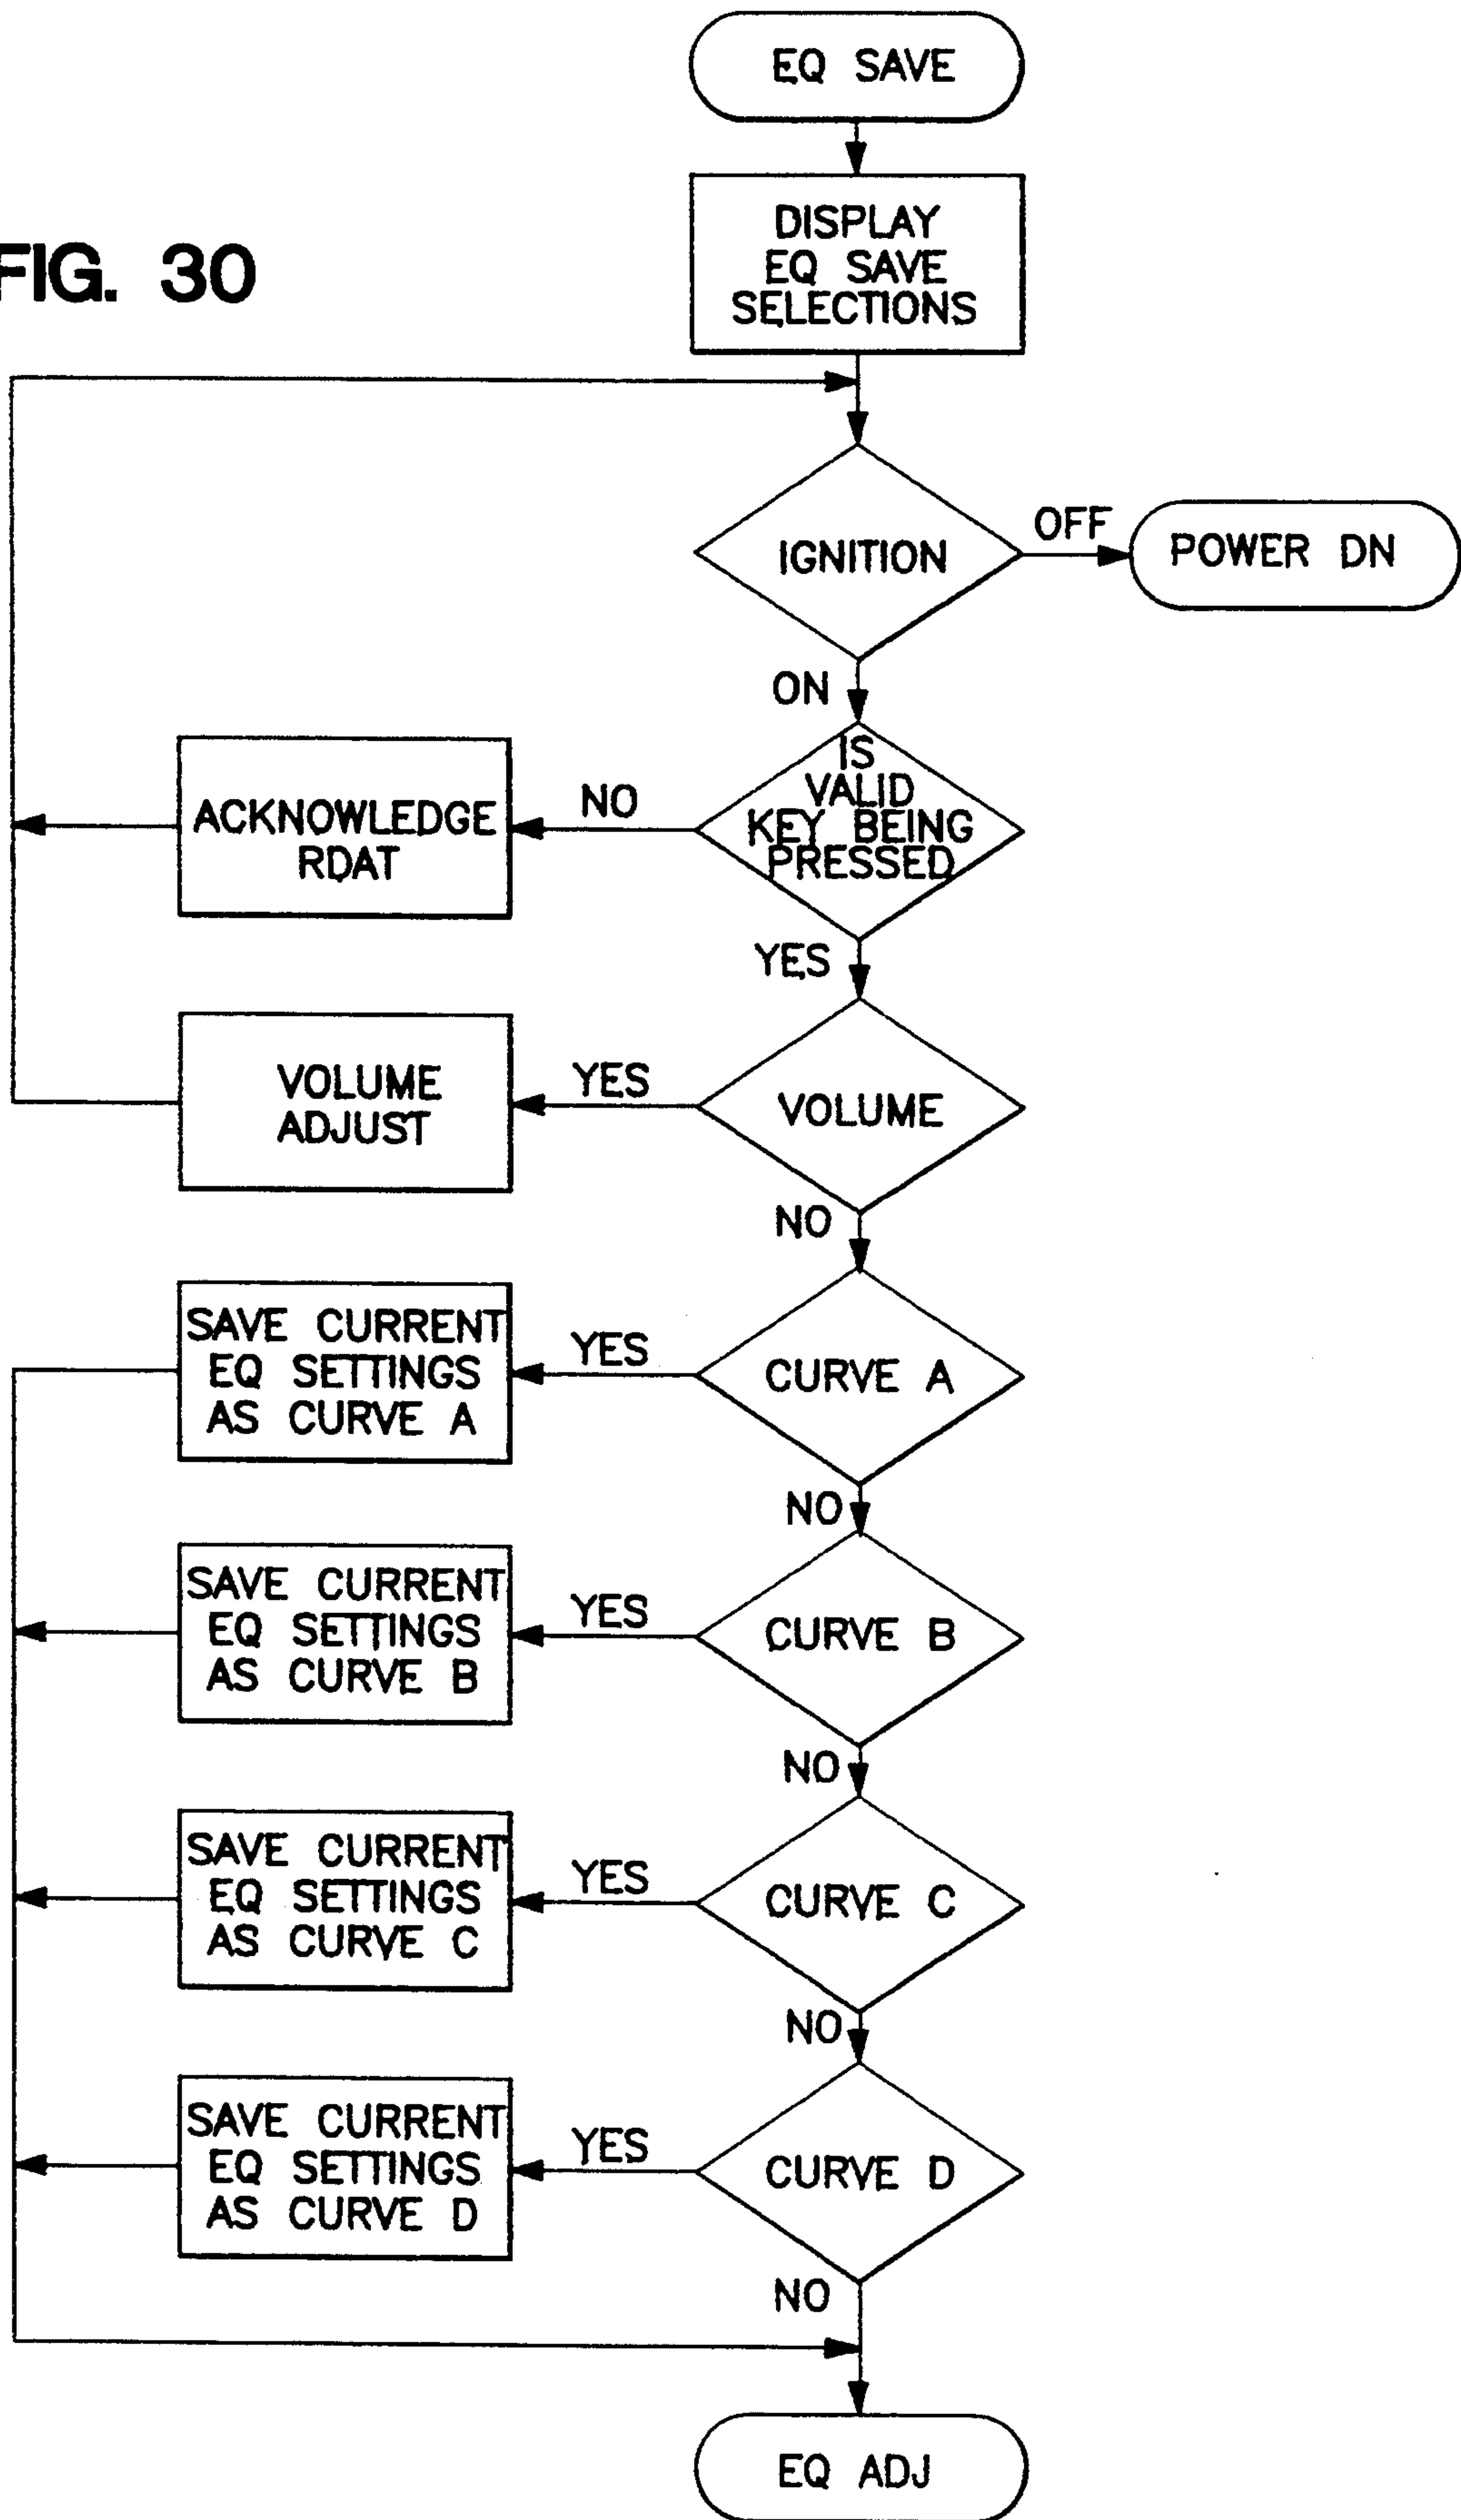 EQ SAVE
FIG. 30
DISPLAY
EQ SAVE
SELECTIONS
IGNITION
OFF
POWER DN
ON
IS
VALID
KEY BEING
PRESSED
NO
ACKNOWLEDGE
RDAT
YES
VOLUME
YES
VOLUME
ADJUST
NO
CURVE A
YES
SAVE CURRENT
EQ SETTINGS
AS CURVE A
NO
CURVE B
YES
SAVE CURRENT
EQ SETTINGS
AS CURVE B
NO
CURVE C
YES
SAVE CURRENT
EQ SETTINGS
AS CURVE C
NO
CURVE D
YES
SAVE CURRENT
EQ SETTINGS
AS CURVE D
NO
EQ ADJ